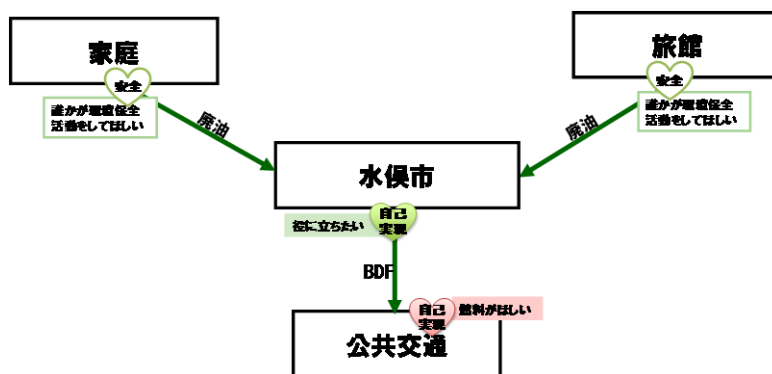 家庭
旅館
安全
安全
誰かが環境保全
活動をしてほしい
誰かが環境保全
活動をしてほしい
廃油
廃油
水俣市
役に立ちたい
自己
実現
BDF
自己
実現
燃料がほしい
公共交通